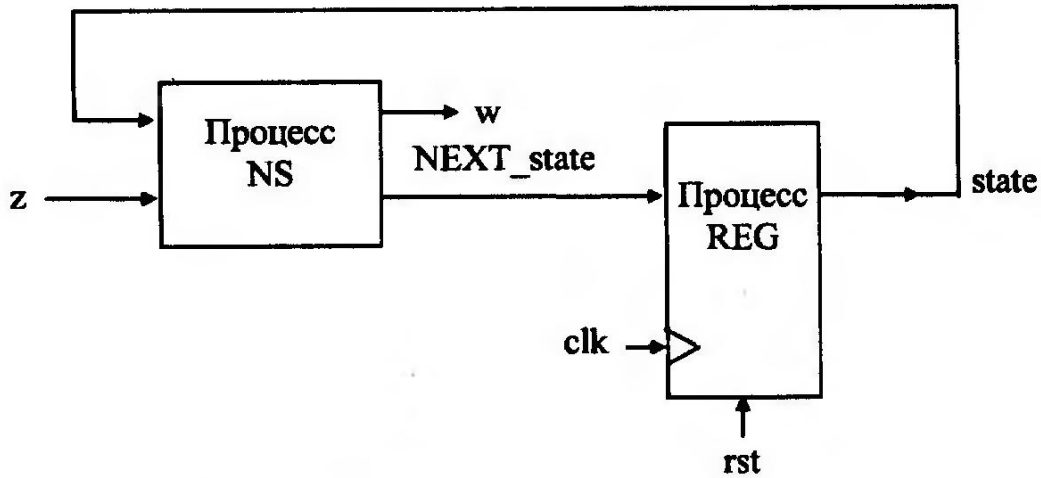 Процесс
NS
w
NEXT_state
z
Процесс
REG
state
clk
rst